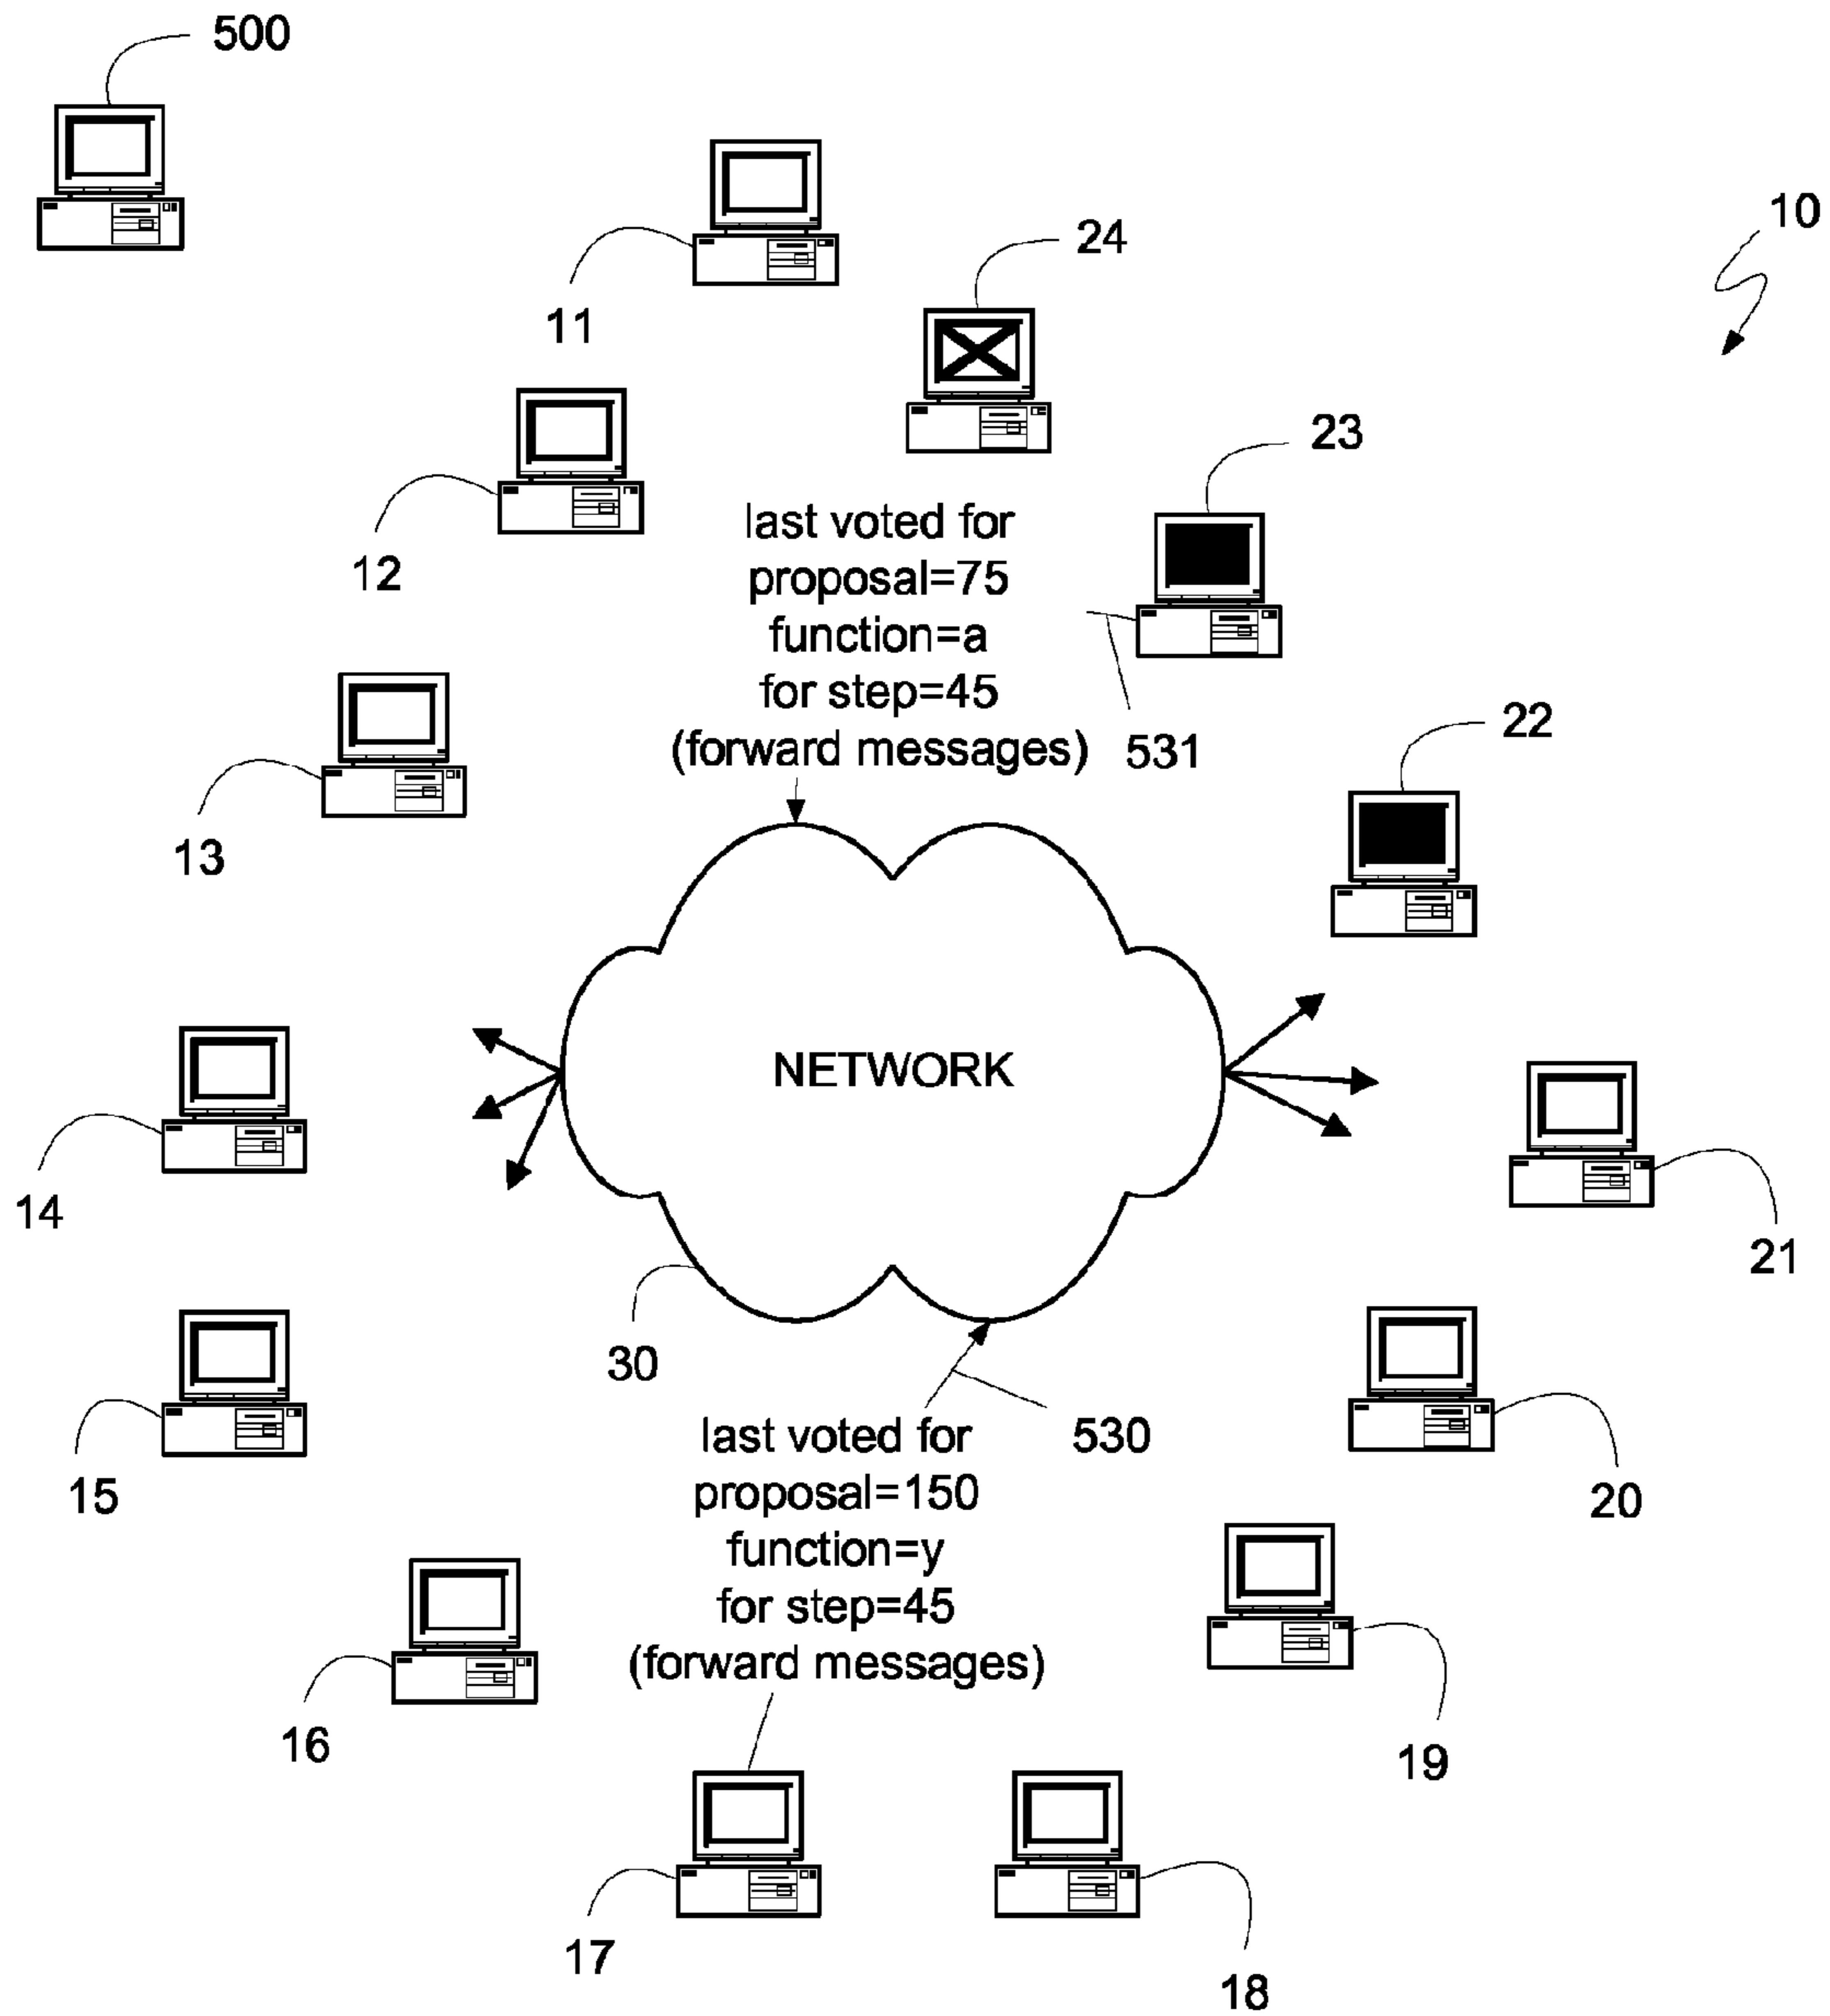 500
11
24
10
12
23
last voted for
proposal=75
function=a
for step=45
(forward messages)
531
22
13
NETWORK
14
21
30
15
last voted for
proposal=150
function=y
for step=45
(forward messages)
530
20
16
19
17
18